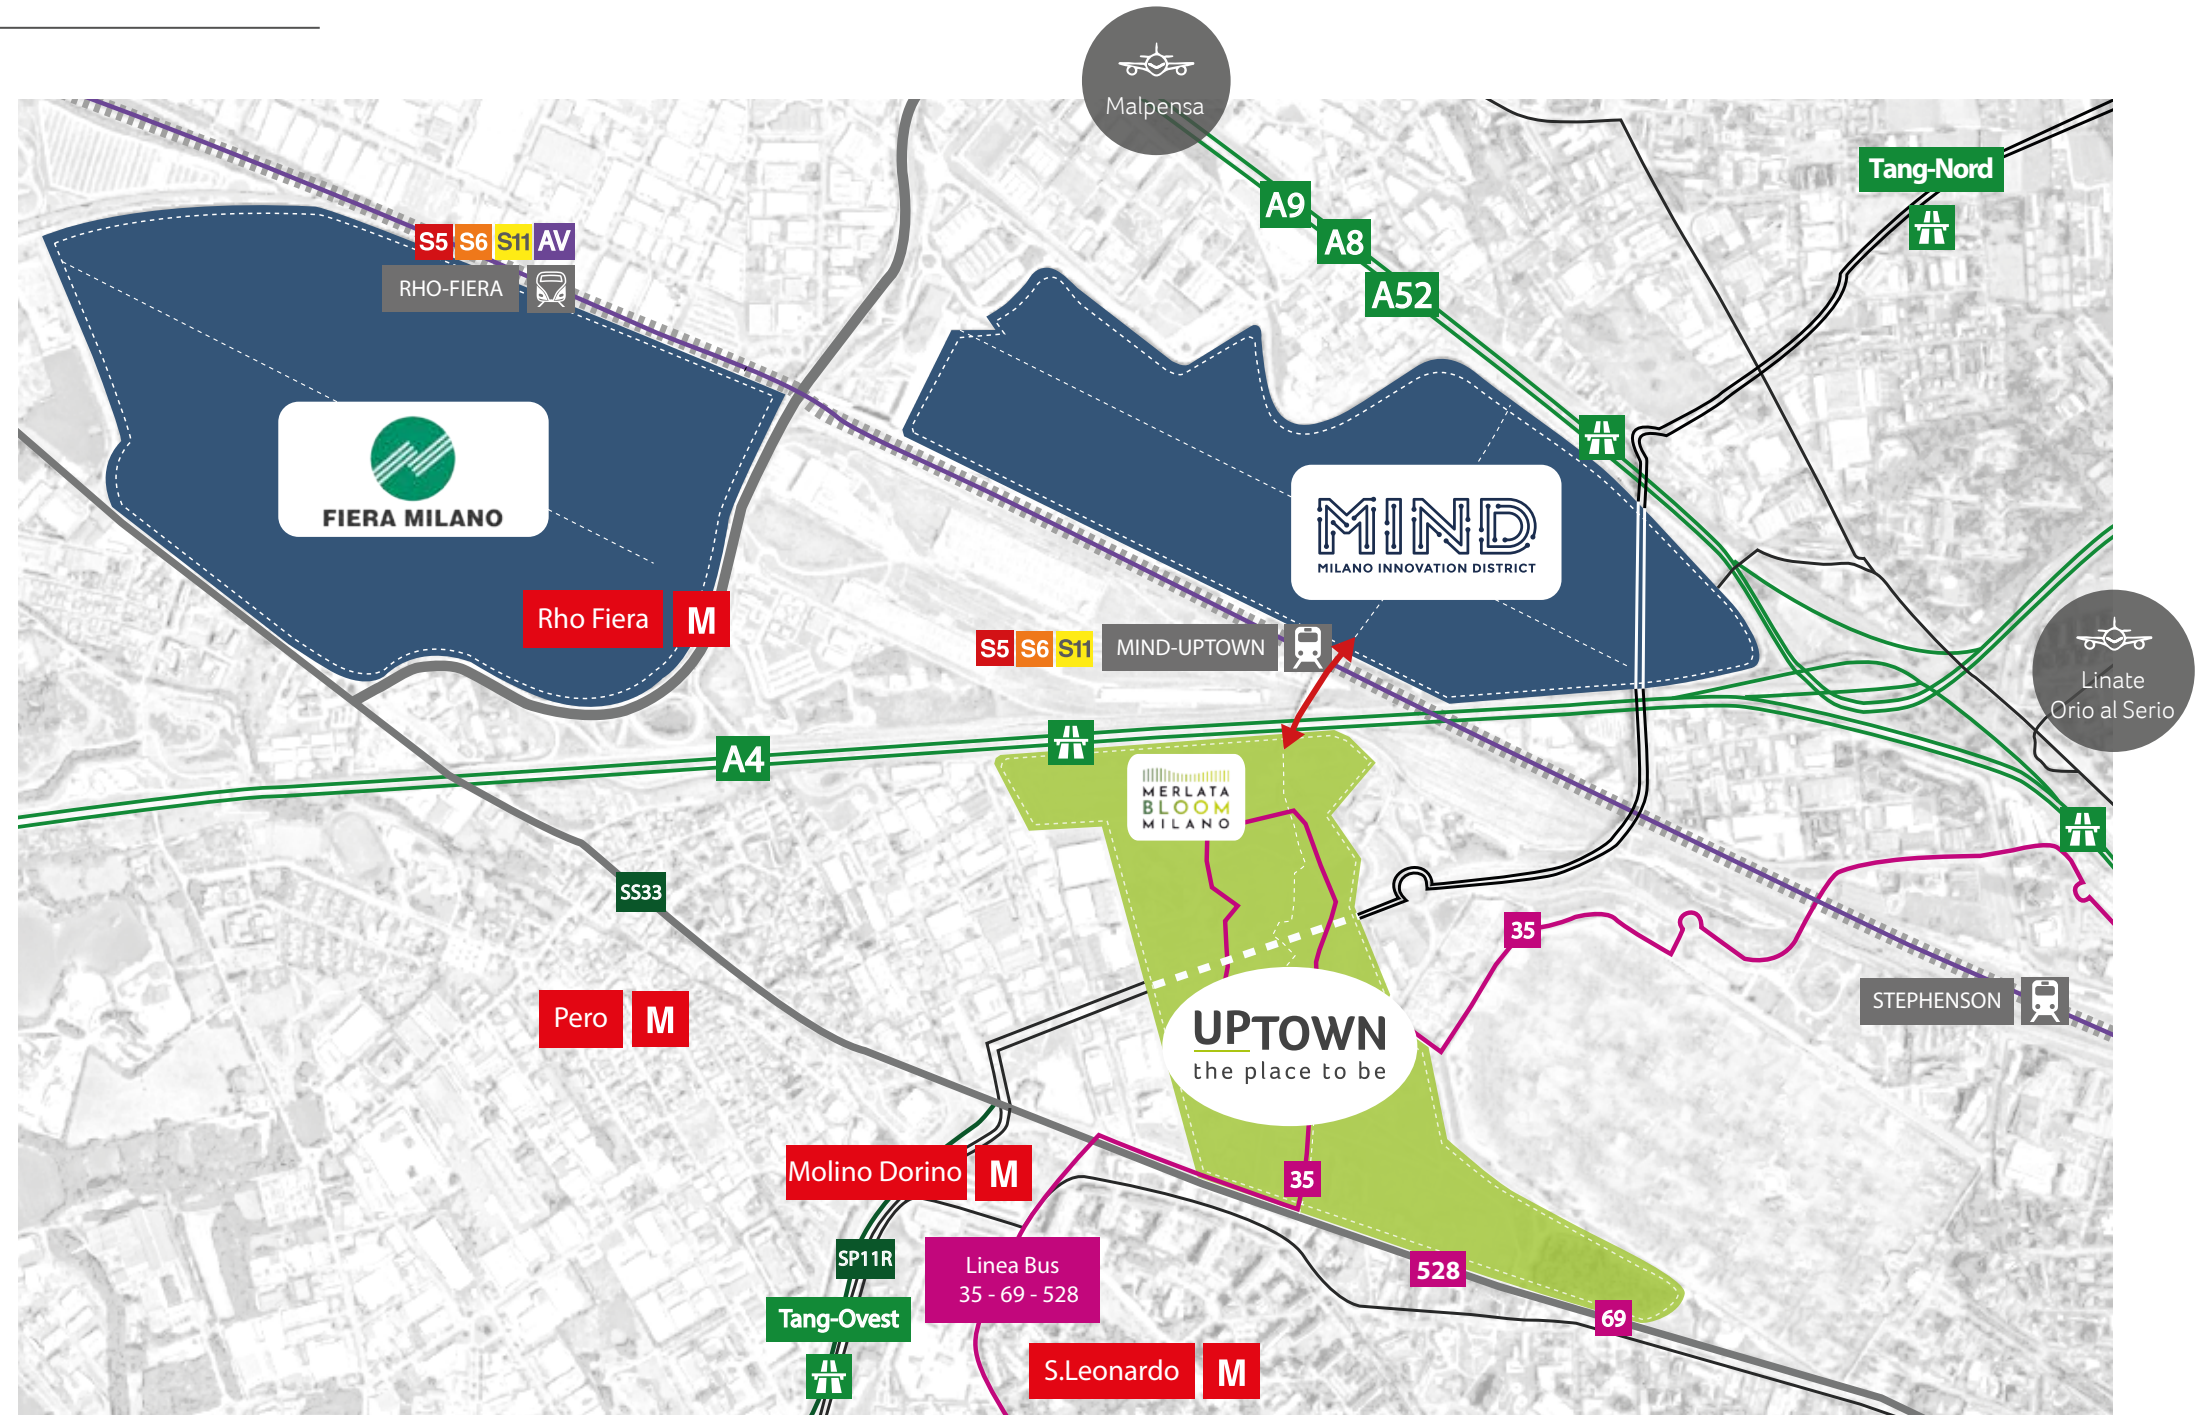 Malpensa
Tang-Nord
A9
A8
A52
S5 S6 S11 AV
RHO-FIERA
FIERA MILANO
MIND
MILANO INNOVATION DISTRICT
Rho Fiera M
S5 S6 S11 MIND-UPTOWN
Linate
Orio al Serio
A4
MERLATA
BLOOM
MILANO
SS33
35
STEPHENSON
Pero M
UPTOWN
the place to be
Molino Dorino M
35
SP11R
Linea Bus
35 - 69 - 528
528
Tang-Ovest
69
S.Leonardo M